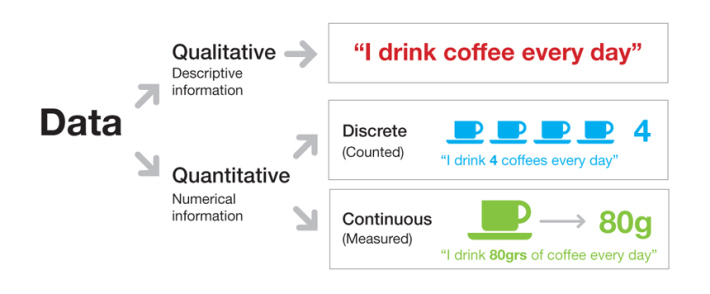 Data
Qualitative
Descriptive
information
“I drink coffee every day”
Quantitative
Numerical
information
Discrete
(Counted)
4
“I drink 4 coffees every day”
Continuous
(Measured)
80g
“I drink 80grs of coffee every day”